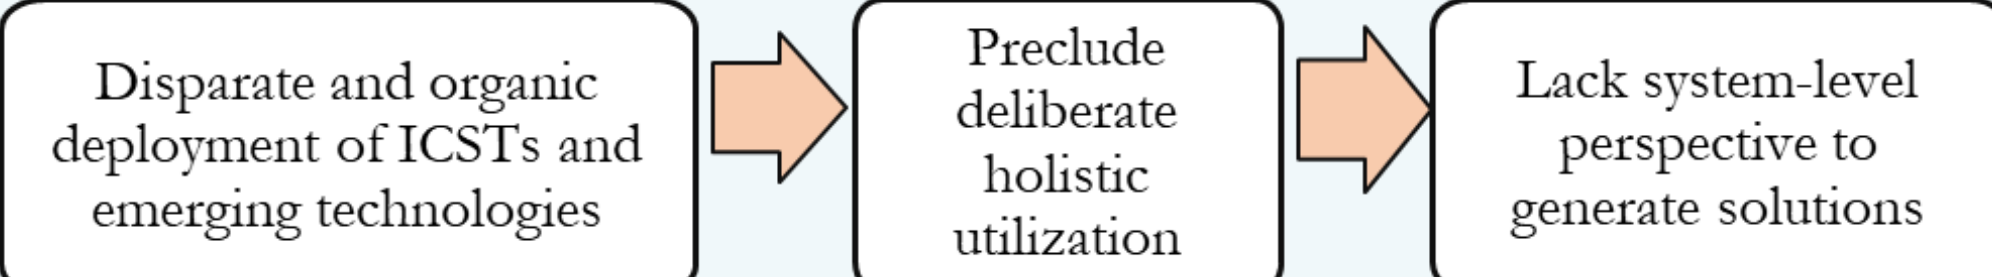 Disparate and organic
deployment of ICSTs and
emerging technologies
Preclude
deliberate
holistic
utilization
Lack system-level
perspective to
generate solutions